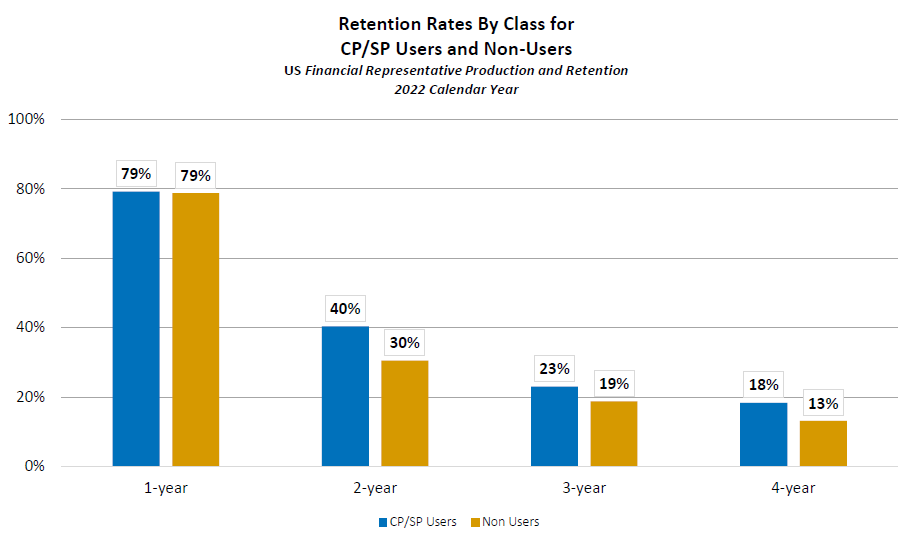 Retention Rates By Class for
CP/SP Users and Non-Users
US Financial Representative Production and Retention
2022 Calendar Year
100%
80%
60%
40%
20%
0%
79%
79%
40%
30%
23%
19%
18%
13%
1-year
2-year
3-year
4-year
CP/SP Users
Non Users